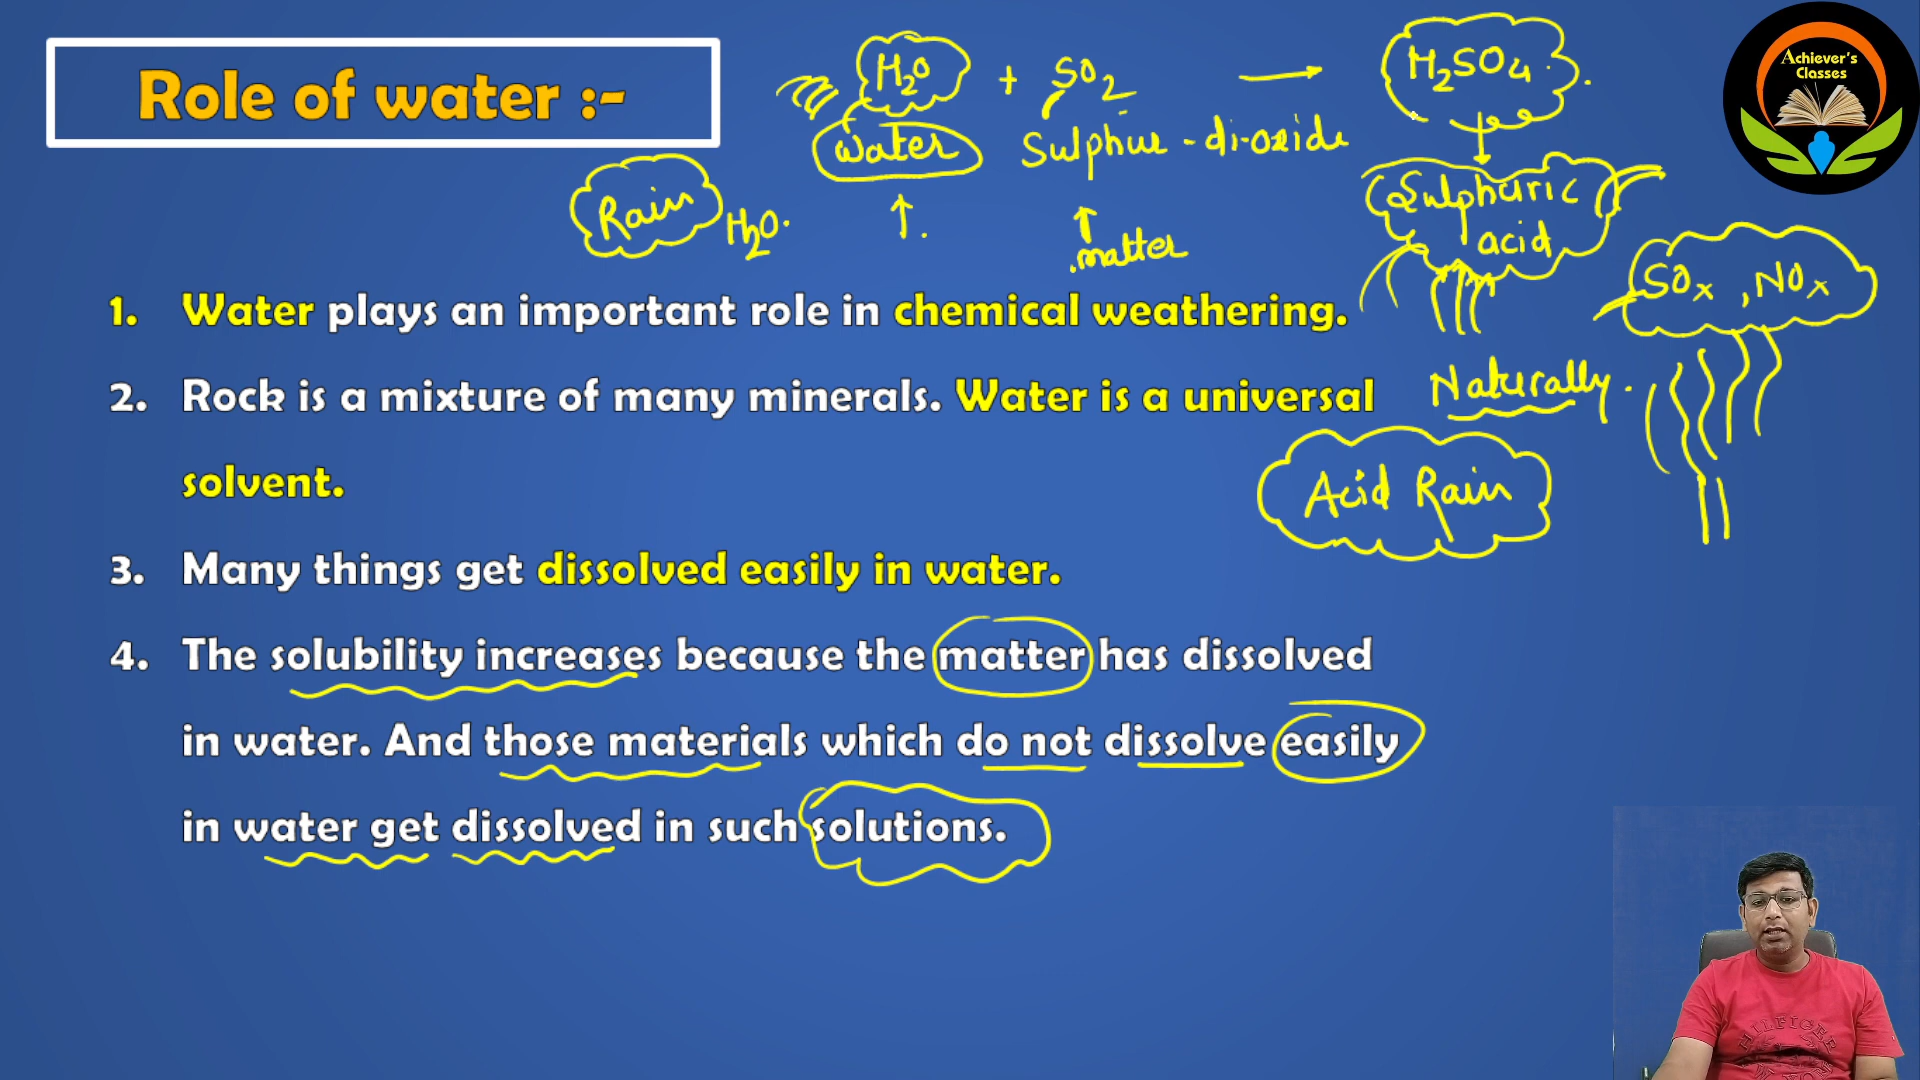 Role of water :-
H₂O + SO₂ → H₂SO₄.
Water Sulphur - di-oxide
Sulphuric acid
Rain H₂O.
matter
Achiever's
Classes
SOx, NOx
Naturally.
Acid Rain
1. Water plays an important role in chemical weathering.
2. Rock is a mixture of many minerals. Water is a universal
solvent.
3. Many things get dissolved easily in water.
4. The solubility increases because the matter has dissolved
in water. And those materials which do not dissolve easily
in water get dissolved in such solutions.
HILFIGER